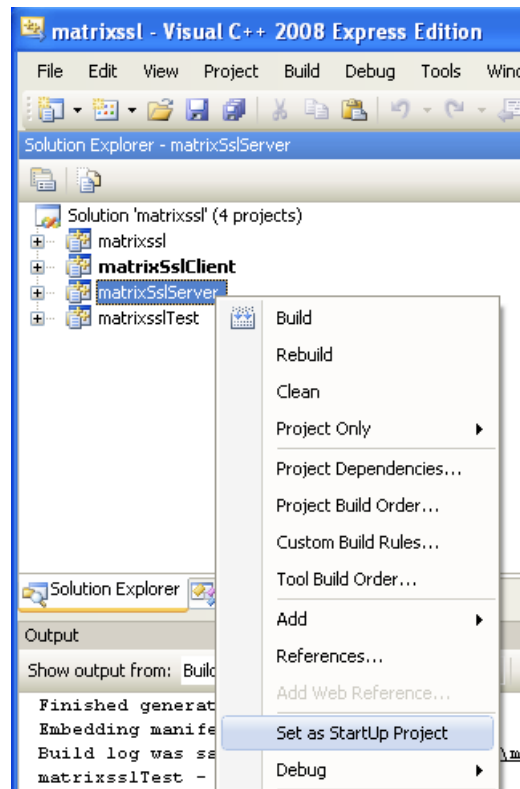 matrixssl - Visual C++ 2008 Express Edition
File Edit View Project Build Debug Tools
Solution Explorer - matrixSslServer
Solution 'matrixssl' (4 projects)
matrixssl
matrixSslClient
matrixSslServer
matrixsslTest
Build
Rebuild
Clean
Project Only
Project Dependencies...
Project Build Order...
Custom Build Rules...
Tool Build Order...
Add
References...
Add Web Reference...
Set as StartUp Project
Debug
Solution Explorer
Output
Show output from:
Finished
Embedding
Build log was
matrixsslTest -